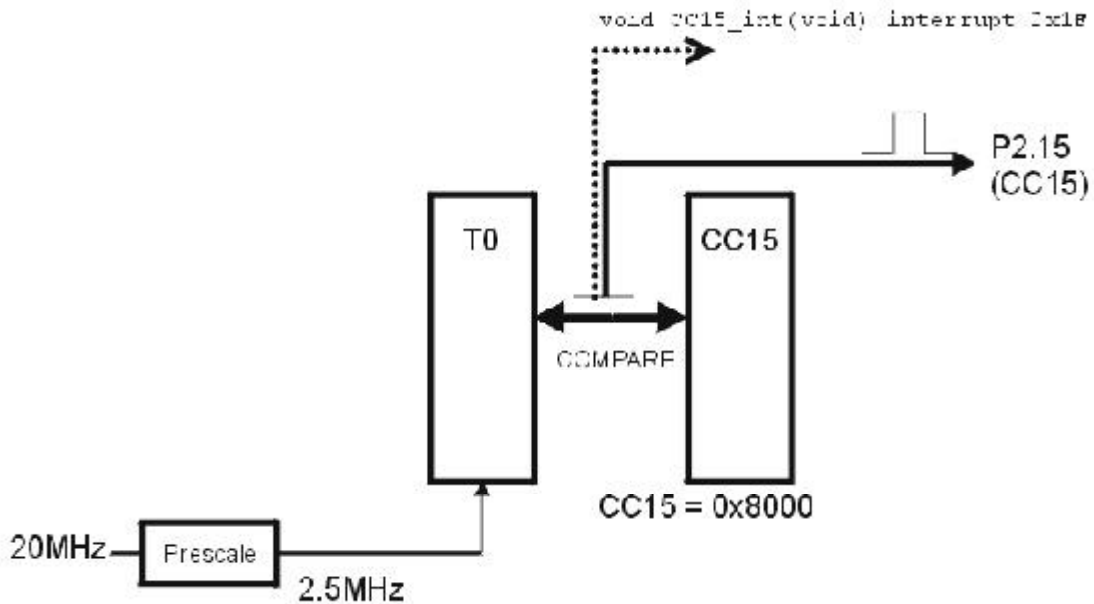 void CC15_int(void) interrupt 0x1F
P2.15
(CC15)
T0
CC15
COMPARE
CC15 = 0x8000
20MHz
Prescale
2.5MHz